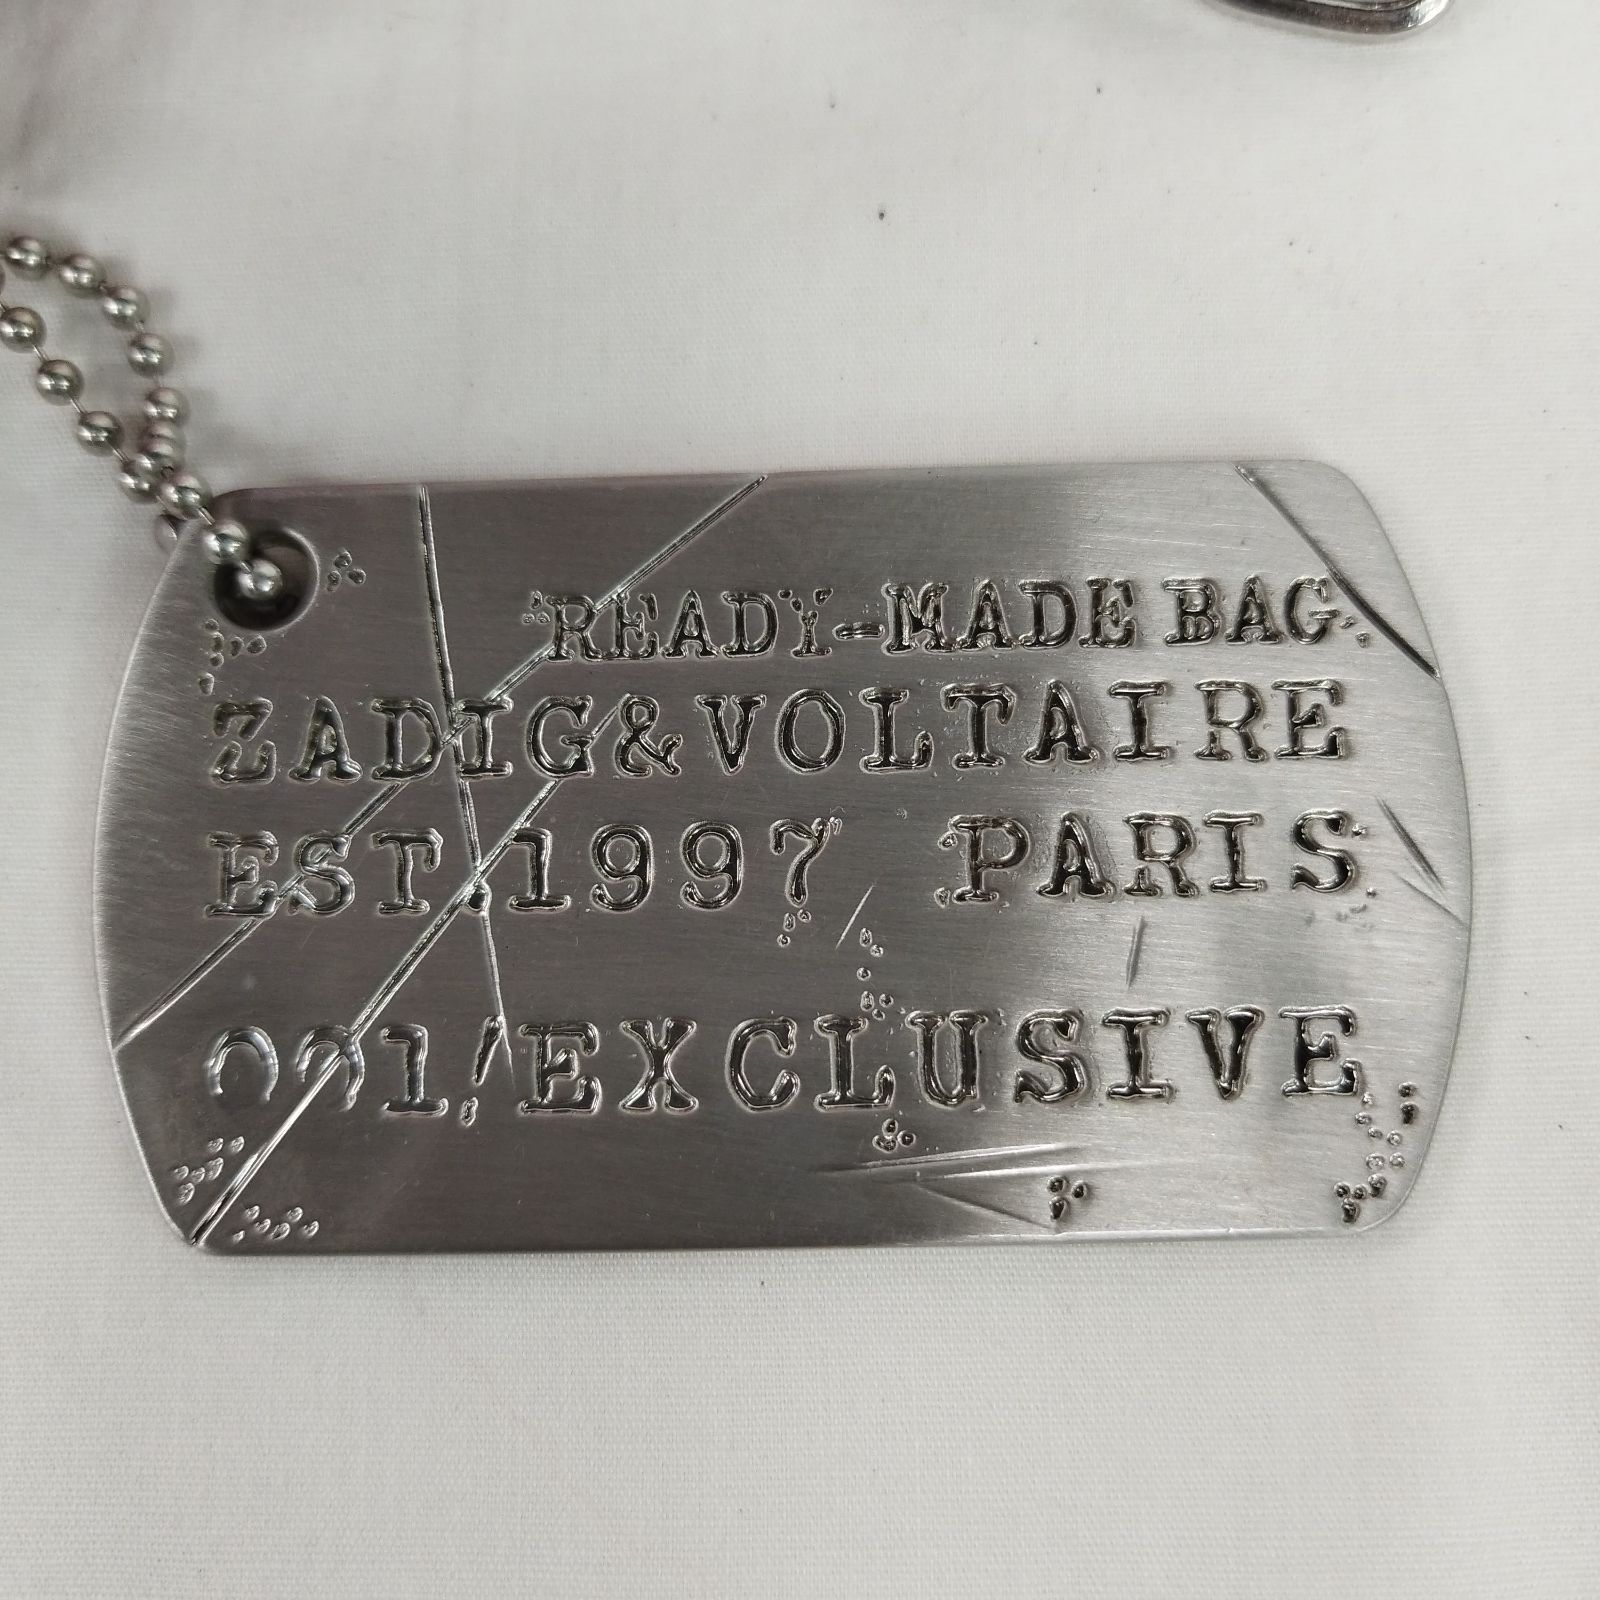 READY-MADE BAG
ZADIG&VOLTAIRE
EST.1997 PARIS
001! EXCLUSIVE